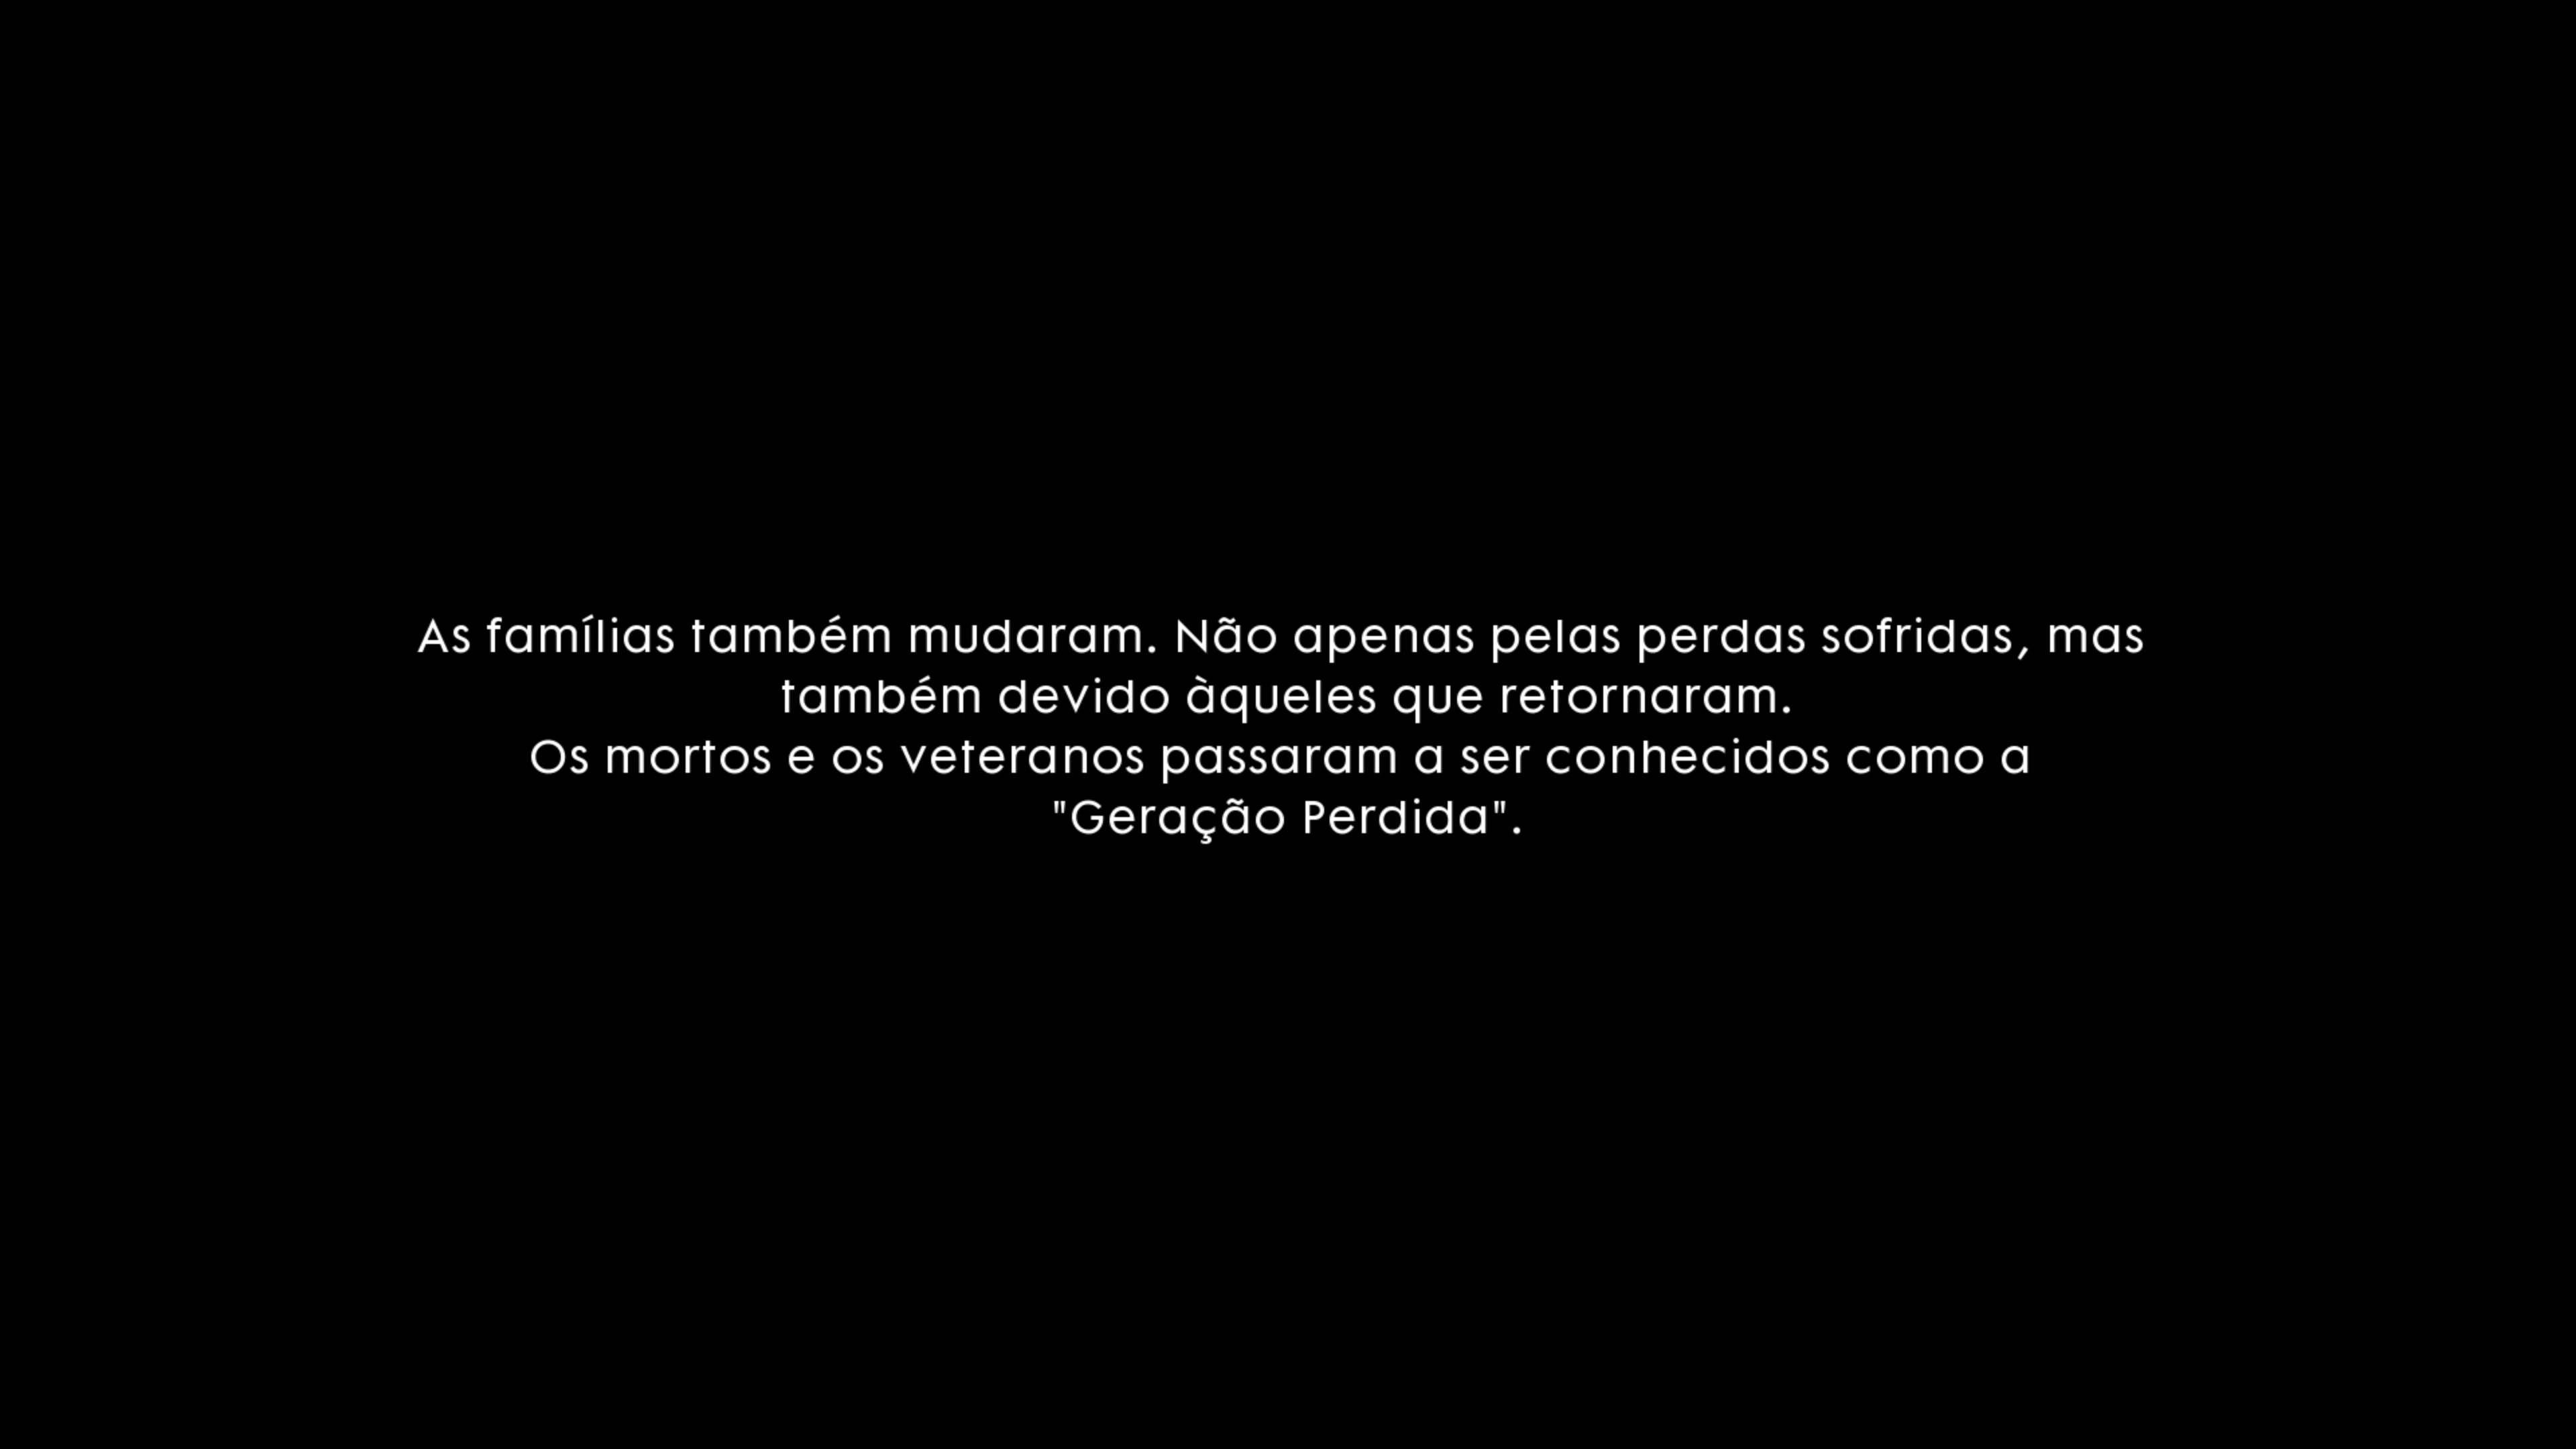 As famílias também mudaram. Não apenas pelas perdas sofridas, mas
também devido àqueles que retornaram.
Os mortos e os veteranos passaram a ser conhecidos como a
"Geração Perdida".